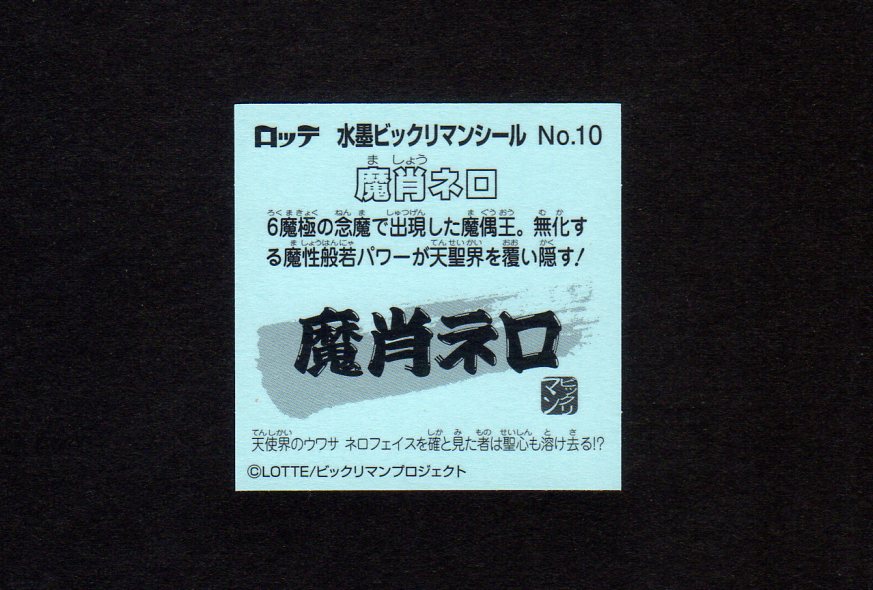 ロッテ 水墨ビックリマンシール No.10
ま しょう
魔肖ネロ
ろくまきょく ねんま しゅつげん ま ぐうおう む か
6魔極の念魔で出現した魔偶王。無化す
ま しょうはんにゃ てんせいかい おお かく
る魔性般若パワーが天聖界を覆い隠す!
魔肖ネロ
ビックリ
マン
てんしかい しか み もの せいしん と さ
天使界のウワサ ネロフェイスを確と見た者は聖心も溶け去る!?
©LOTTE/ビックリマンプロジェクト